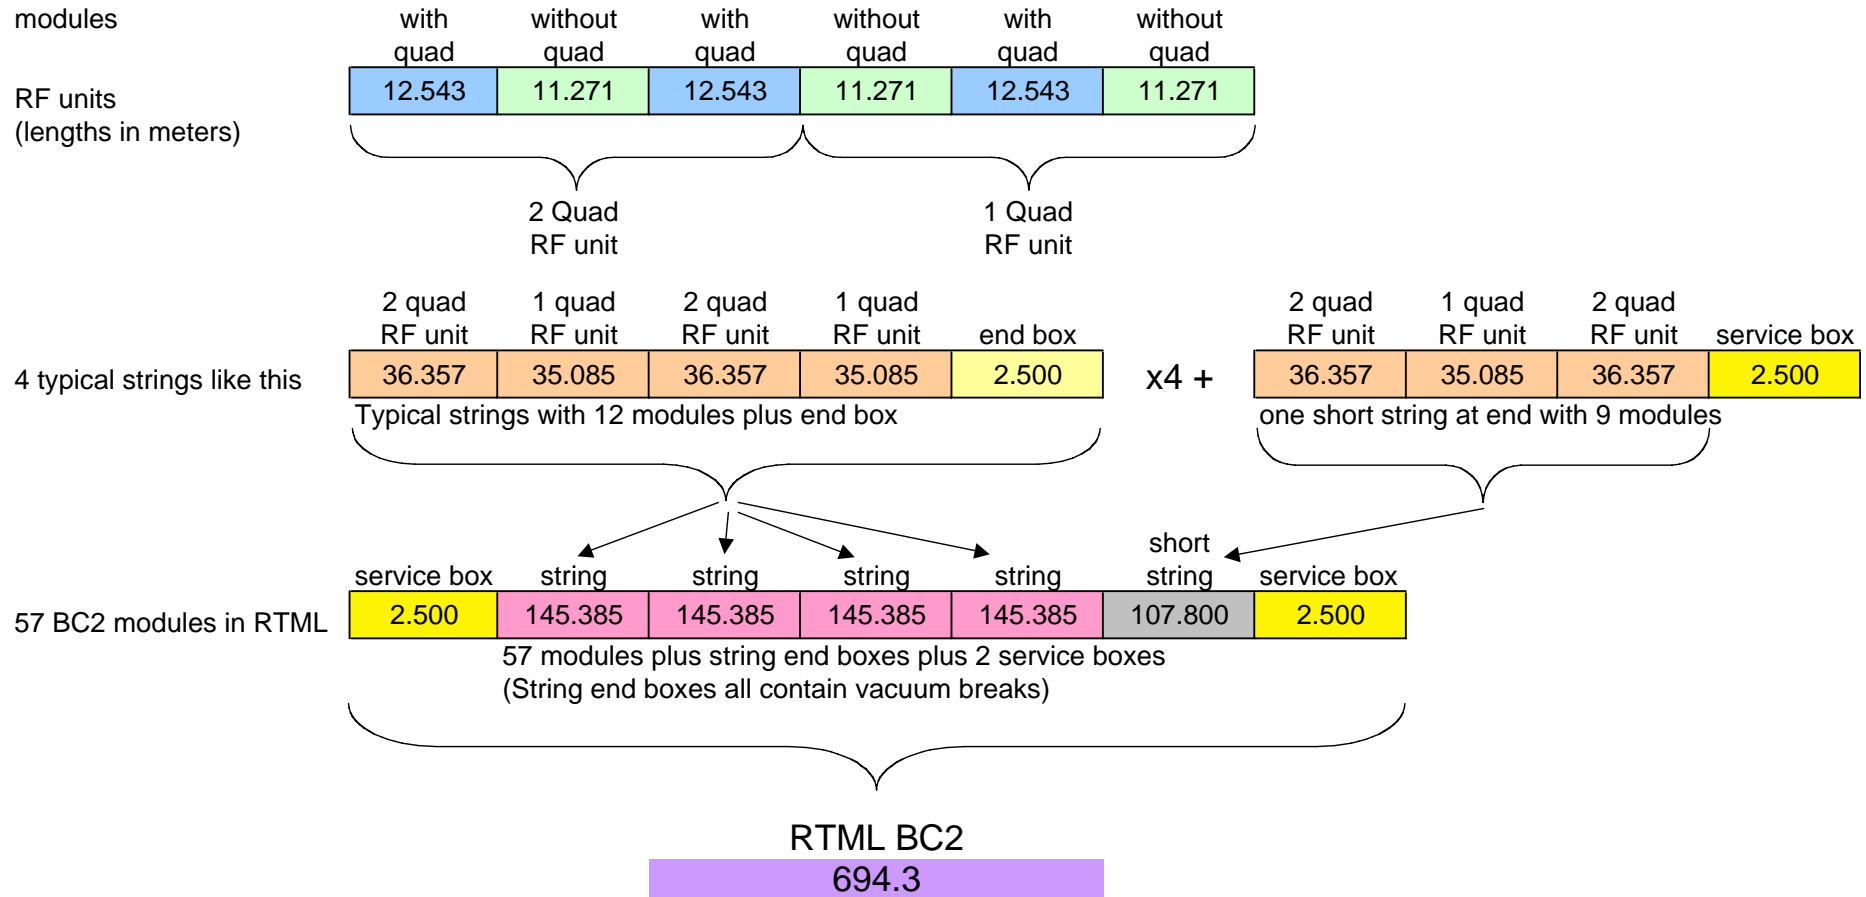 modules
with without with without with without
quad quad quad quad quad quad
RF units
(lengths in meters)
12.543 11.271 12.543 11.271 12.543 11.271
2 Quad 1 Quad
RF unit RF unit
2 quad 1 quad 2 quad 1 quad 2 quad 1 quad 2 quad
RF unit RF unit RF unit RF unit end box RF unit RF unit RF unit service box
4 typical strings like this 36.357 35.085 36.357 35.085 2.500 x4 + 36.357 35.085 36.357 2.500
Typical strings with 12 modules plus end box one short string at end with 9 modules
short
service box string string string string string service box
57 BC2 modules in RTML 2.500 145.385 145.385 145.385 145.385 107.800 2.500
57 modules plus string end boxes plus 2 service boxes
(String end boxes all contain vacuum breaks)
RTML BC2
694.3